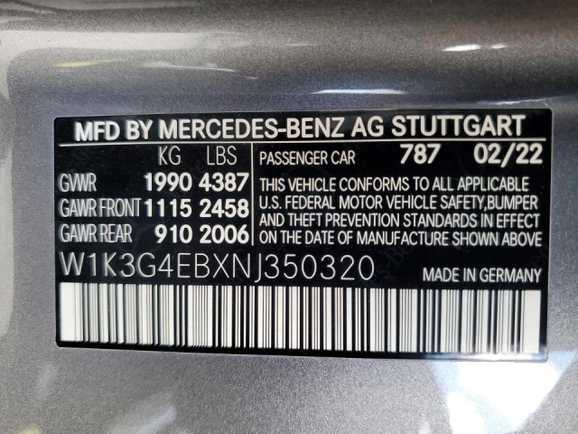 MFD BY MERCEDES-BENZ AG STUTTGART
KG LBS PASSENGER CAR 787 02/22
GVWR 1990 4387
GAWR FRONT 1115 2458
GAWR REAR 910 2006
THIS VEHICLE CONFORMS TO ALL APPLICABLE
U.S. FEDERAL MOTOR VEHICLE SAFETY,BUMPER
AND THEFT PREVENTION STANDARDS IN EFFECT
ON THE DATE OF MANUFACTURE SHOWN ABOVE.
W1K3G4EBXNJ350320 MADE IN GERMANY